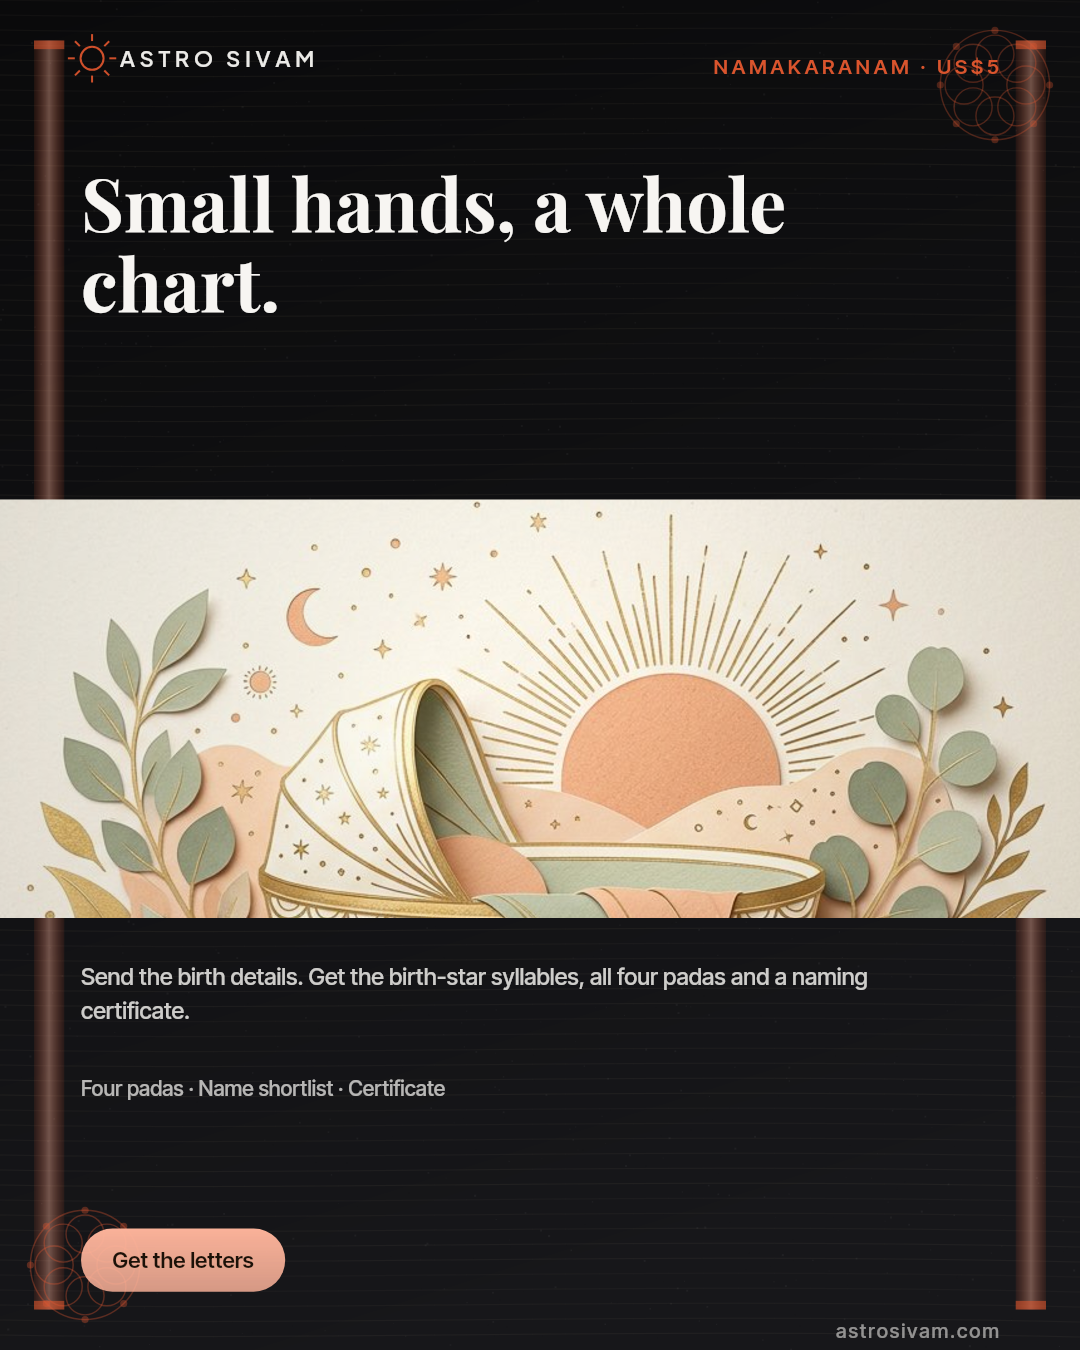 ASTRO SIVAM
NAMAKARANAM · US$5
Small hands, a whole
chart.
Send the birth details. Get the birth-star syllables, all four padas and a naming
certificate.
Four padas · Name shortlist · Certificate
Get the letters
astrosivam.com